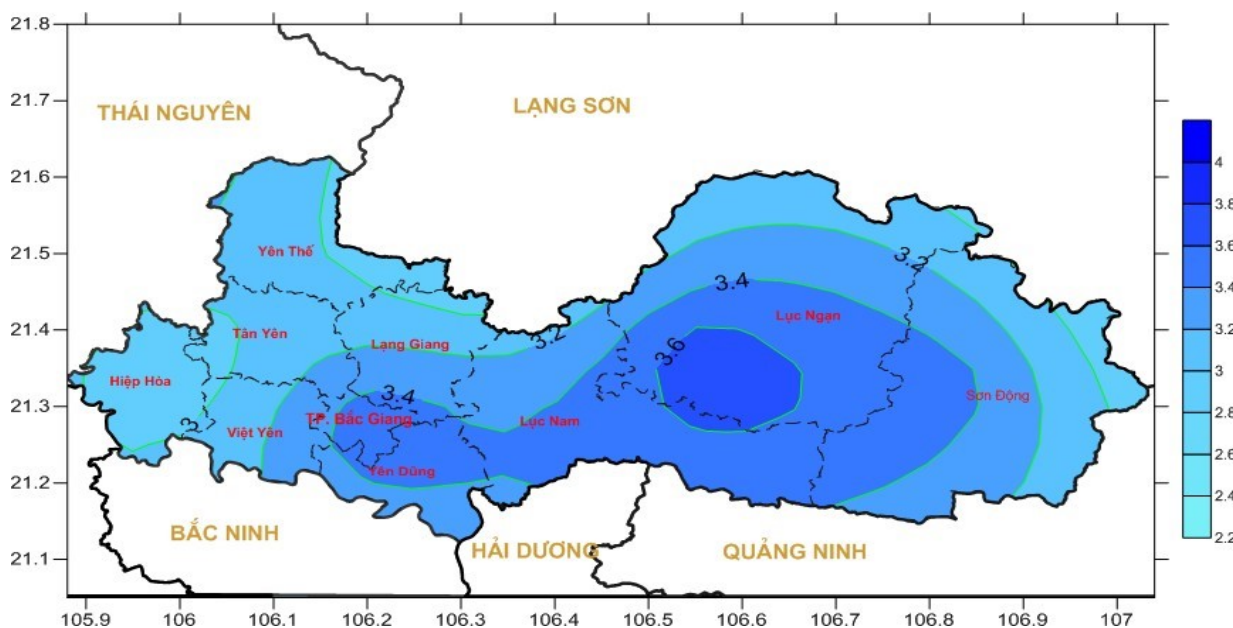 21.8
21.7
21.6
21.5
21.4
21.3
21.2
21.1
THÁI NGUYÊN
LẠNG SƠN
Yên Thế
Tân Yên
Lạng Giang
Lục Ngạn
Hiệp Hòa
Sơn Động
TP. Bắc Giang
Lục Nam
Việt Yên
Yên Dũng
BẮC NINH
HẢI DƯƠNG
QUẢNG NINH
3.2
3.4
3.2
3.6
3.4
3
4
3.8
3.6
3.4
3.2
3
2.8
2.6
2.4
2.2
105.9 106 106.1 106.2 106.3 106.4 106.5 106.6 106.7 106.8 106.9 107